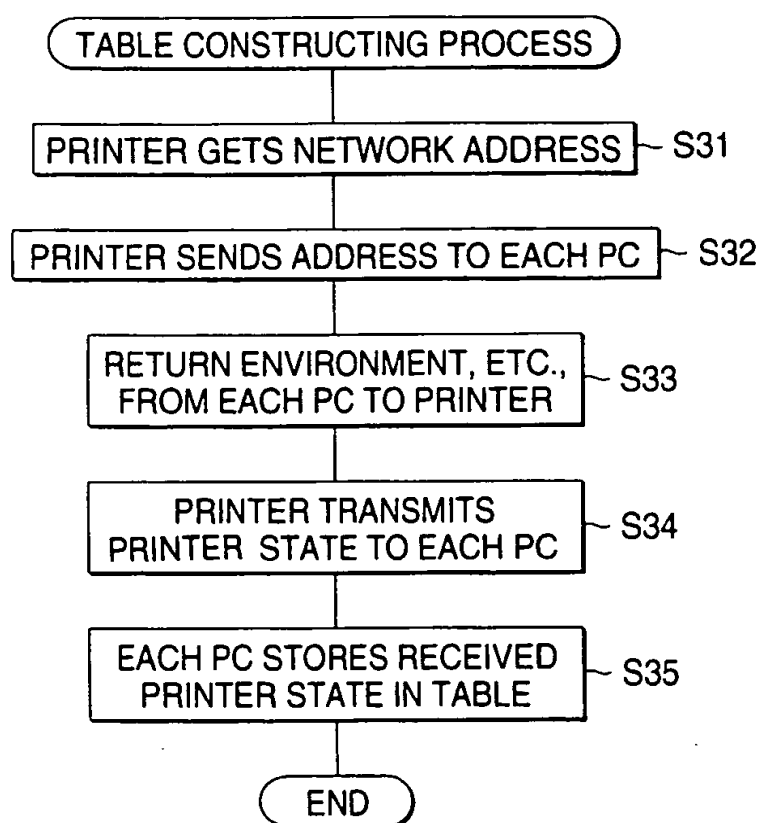 TABLE CONSTRUCTING PROCESS
PRINTER GETS NETWORK ADDRESS
S31
PRINTER SENDS ADDRESS TO EACH PC
S32
RETURN ENVIRONMENT, ETC.,
FROM EACH PC TO PRINTER
S33
PRINTER TRANSMITS
PRINTER STATE TO EACH PC
S34
EACH PC STORES RECEIVED
PRINTER STATE IN TABLE
S35
END